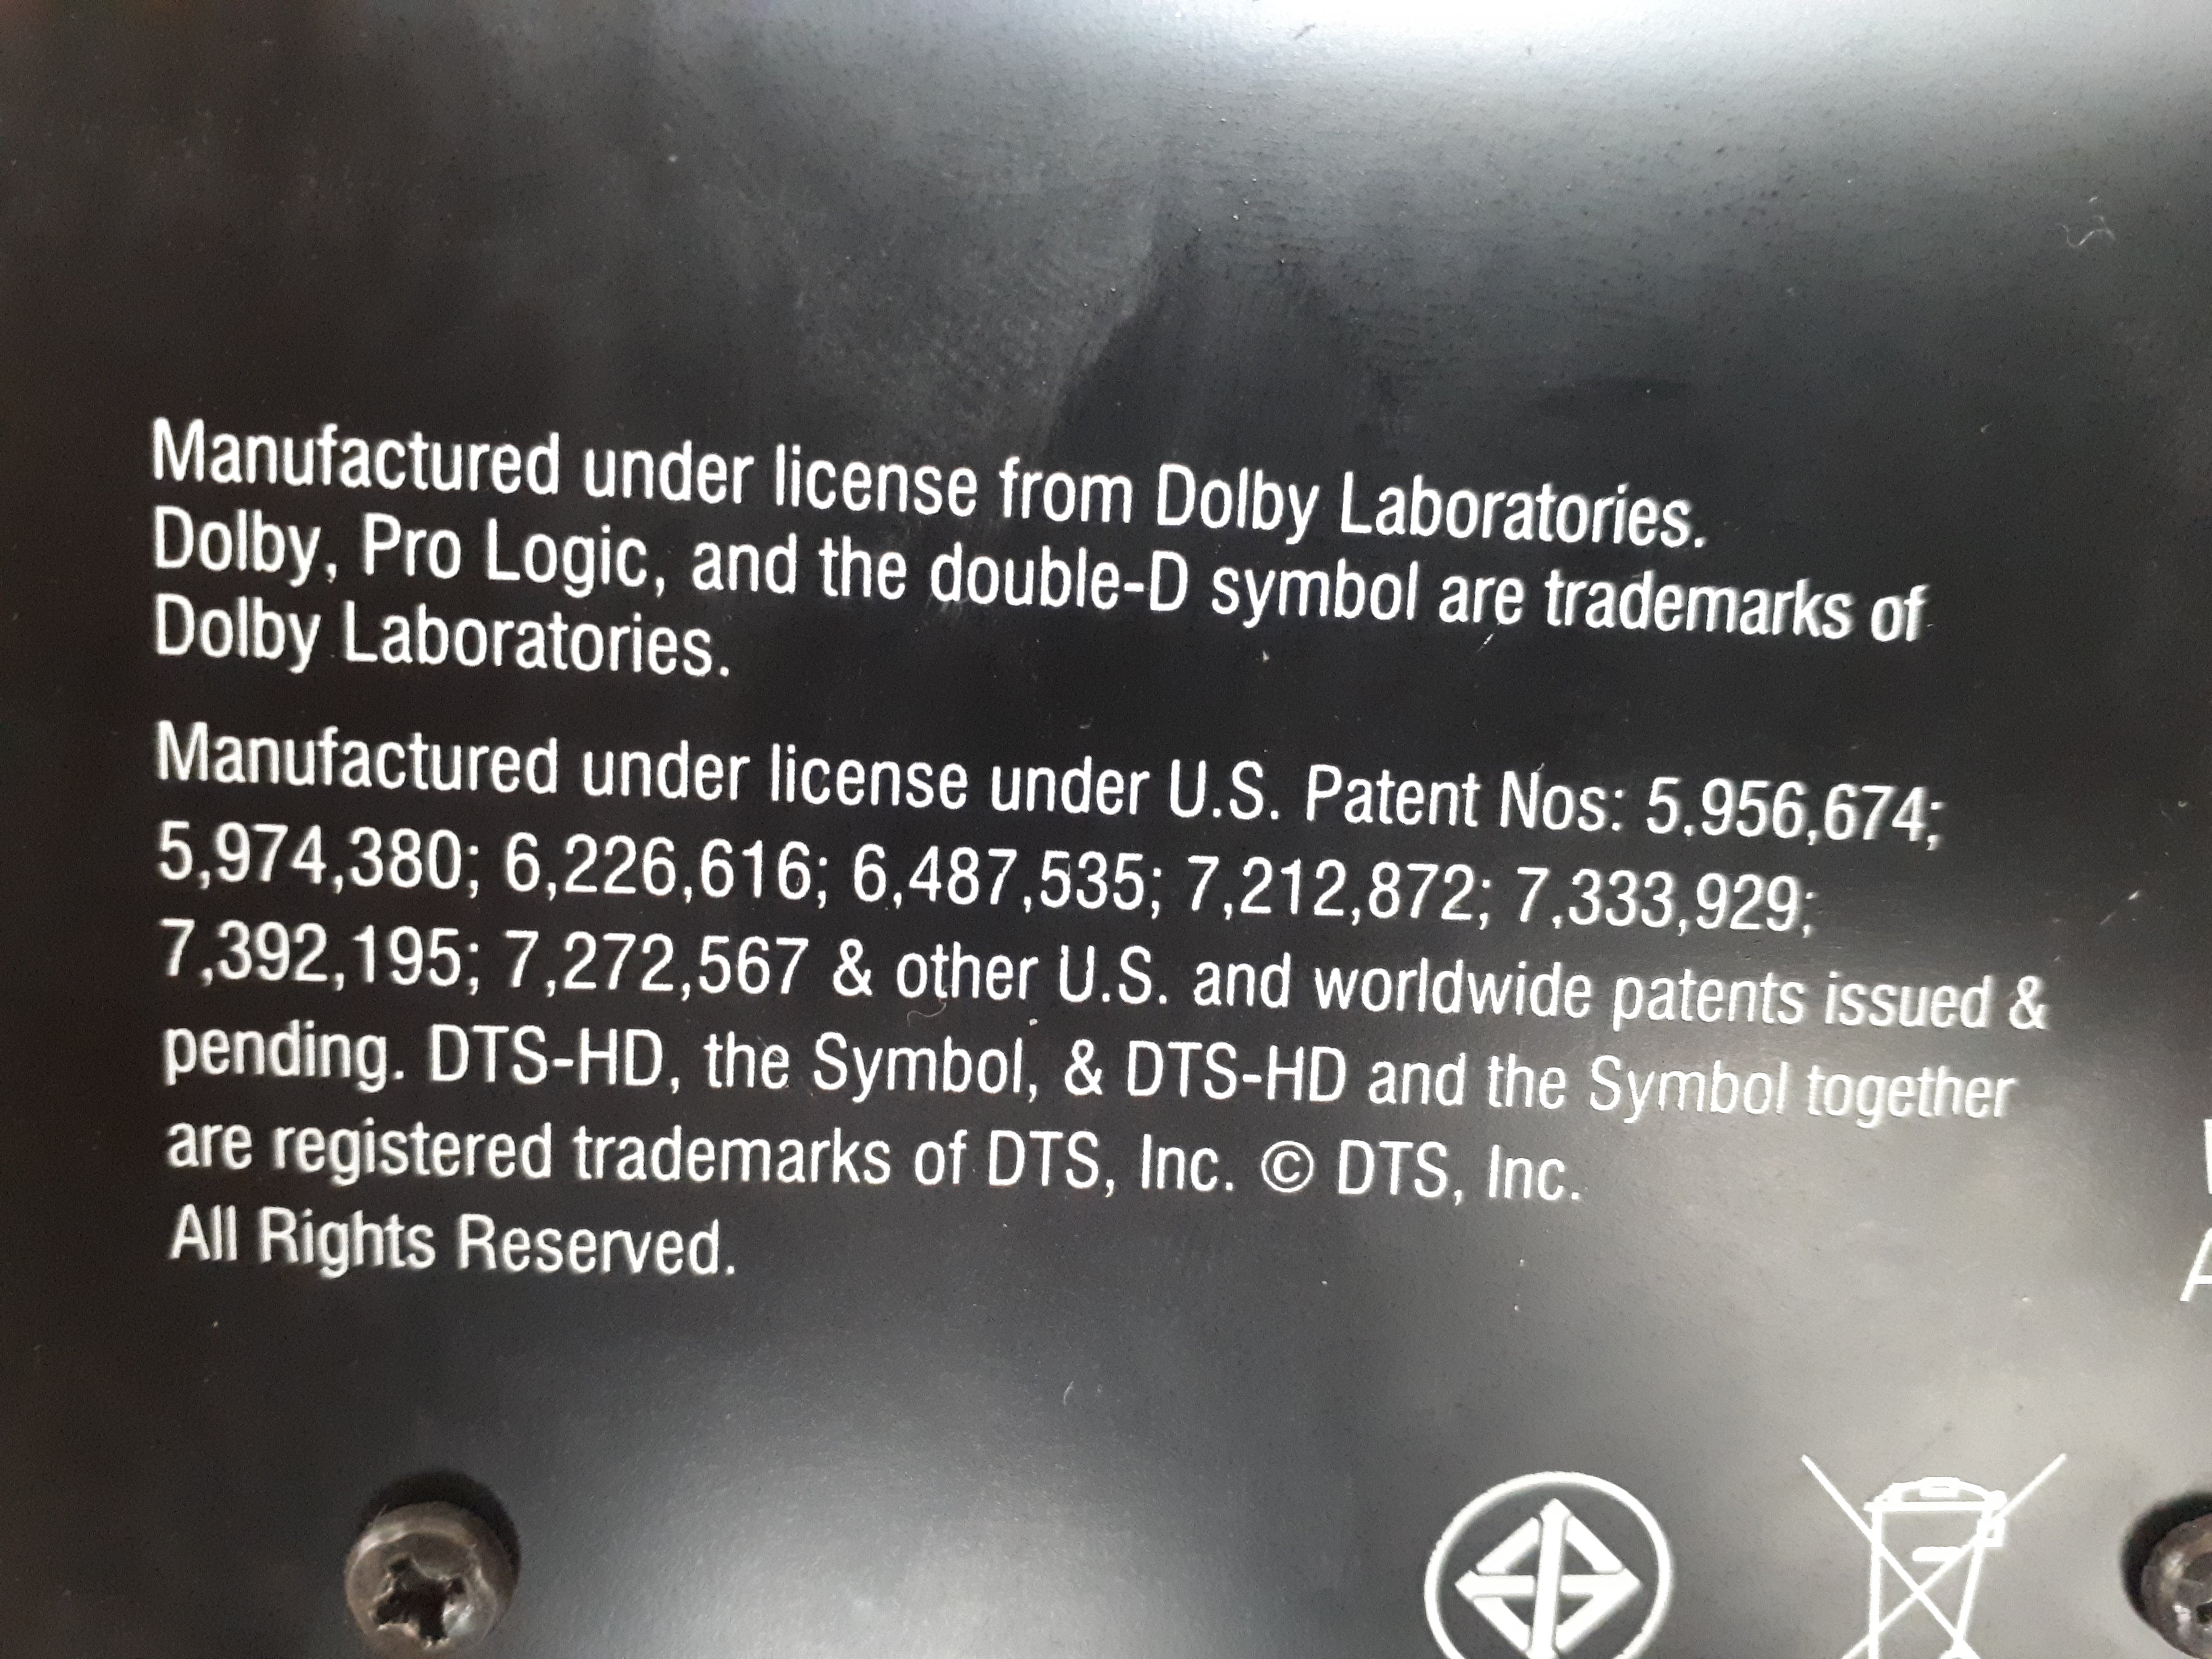 Manufactured under license from Dolby Laboratories.
Dolby, Pro Logic, and the double-D symbol are trademarks of
Dolby Laboratories.
Manufactured under license under U.S. Patent Nos: 5.956,674;
5,974,380; 6,226,616; 6,487,535; 7,212,872; 7,333,929;
7,392,195; 7,272,567 & other U.S. and worldwide patents issued &
pending. DTS-HD, the Symbol, & DTS-HD and the Symbol together
are registered trademarks of DTS, Inc. © DTS, Inc.
All Rights Reserved.